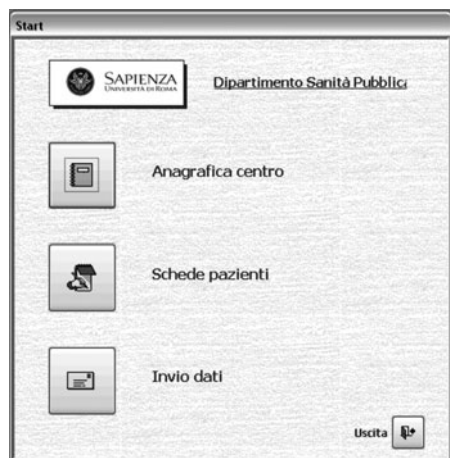 Start
SAPIENZA
UNIVERSITÀ DI ROMA
Dipartimento Sanità Pubblica
Anagrafica centro
Schede pazienti
Invio dati
Uscita